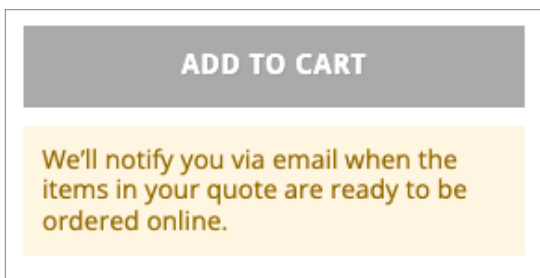 ADD TO CART
We'll notify you via email when the
items in your quote are ready to be
ordered online.